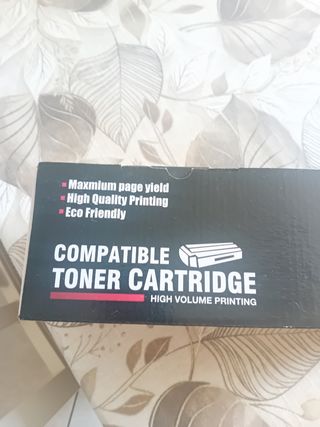 Maxmium page yield
High Quality Printing
Eco Friendly
COMPATIBLE
TONER CARTRIDGE
HIGH VOLUME PRINTING